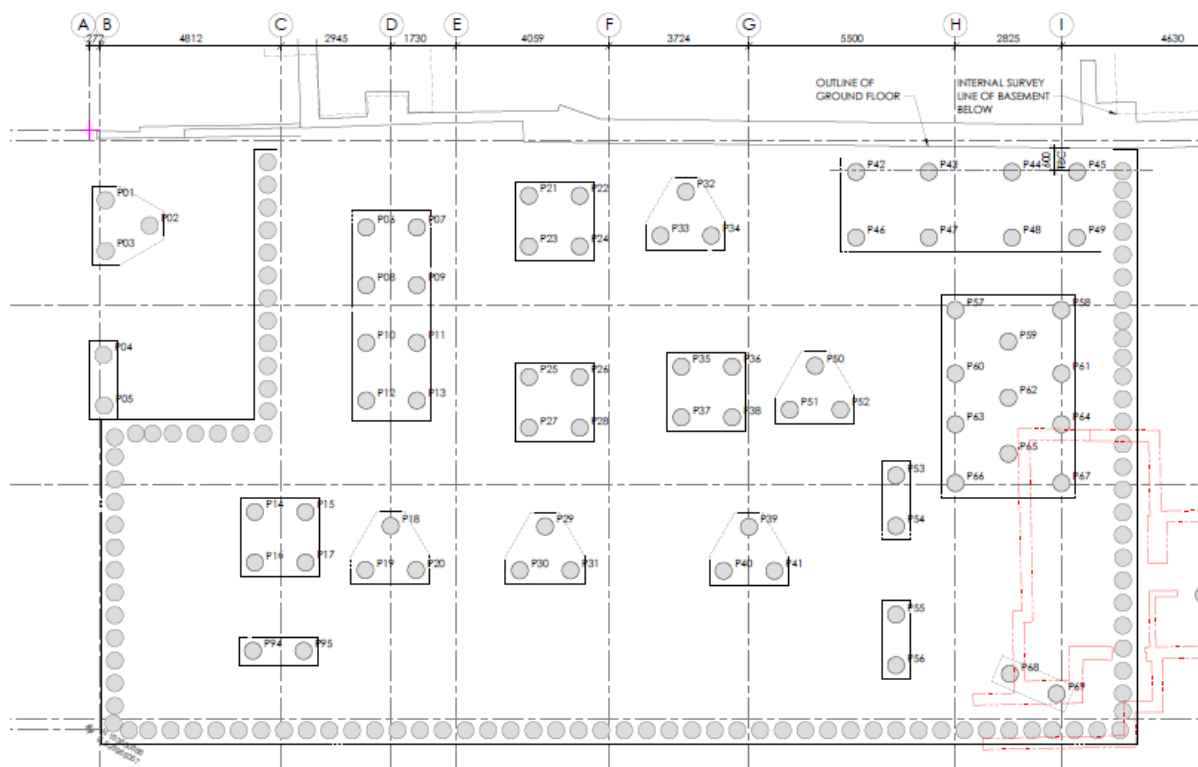 A B C D E F G H I
272 4812 2945 1730 4059 3724 5500 2825 4630
OUTLINE OF
GROUND FLOOR
INTERNAL SURVEY
LINE OF BASEMENT
BELOW
600
P42 P43 P44 P45
P01 P21 P22 P32
P02
P06 P07 P33 P34 P46 P47 P48 P49
P03 P23 P24
P08 P09
P57 P58
P10 P11 P59
P04 P35 P36 P50
P25 P26 P60 P61
P05 P12 P13 P51 P52 P62
P37 P38
P27 P28 P63 P64
P65
P53
P66 P67
P14 P15
P18 P29 P39 P54
P16 P17 P19 P20 P30 P31 P40 P41
P55
P94 P95
P56
P68
P69